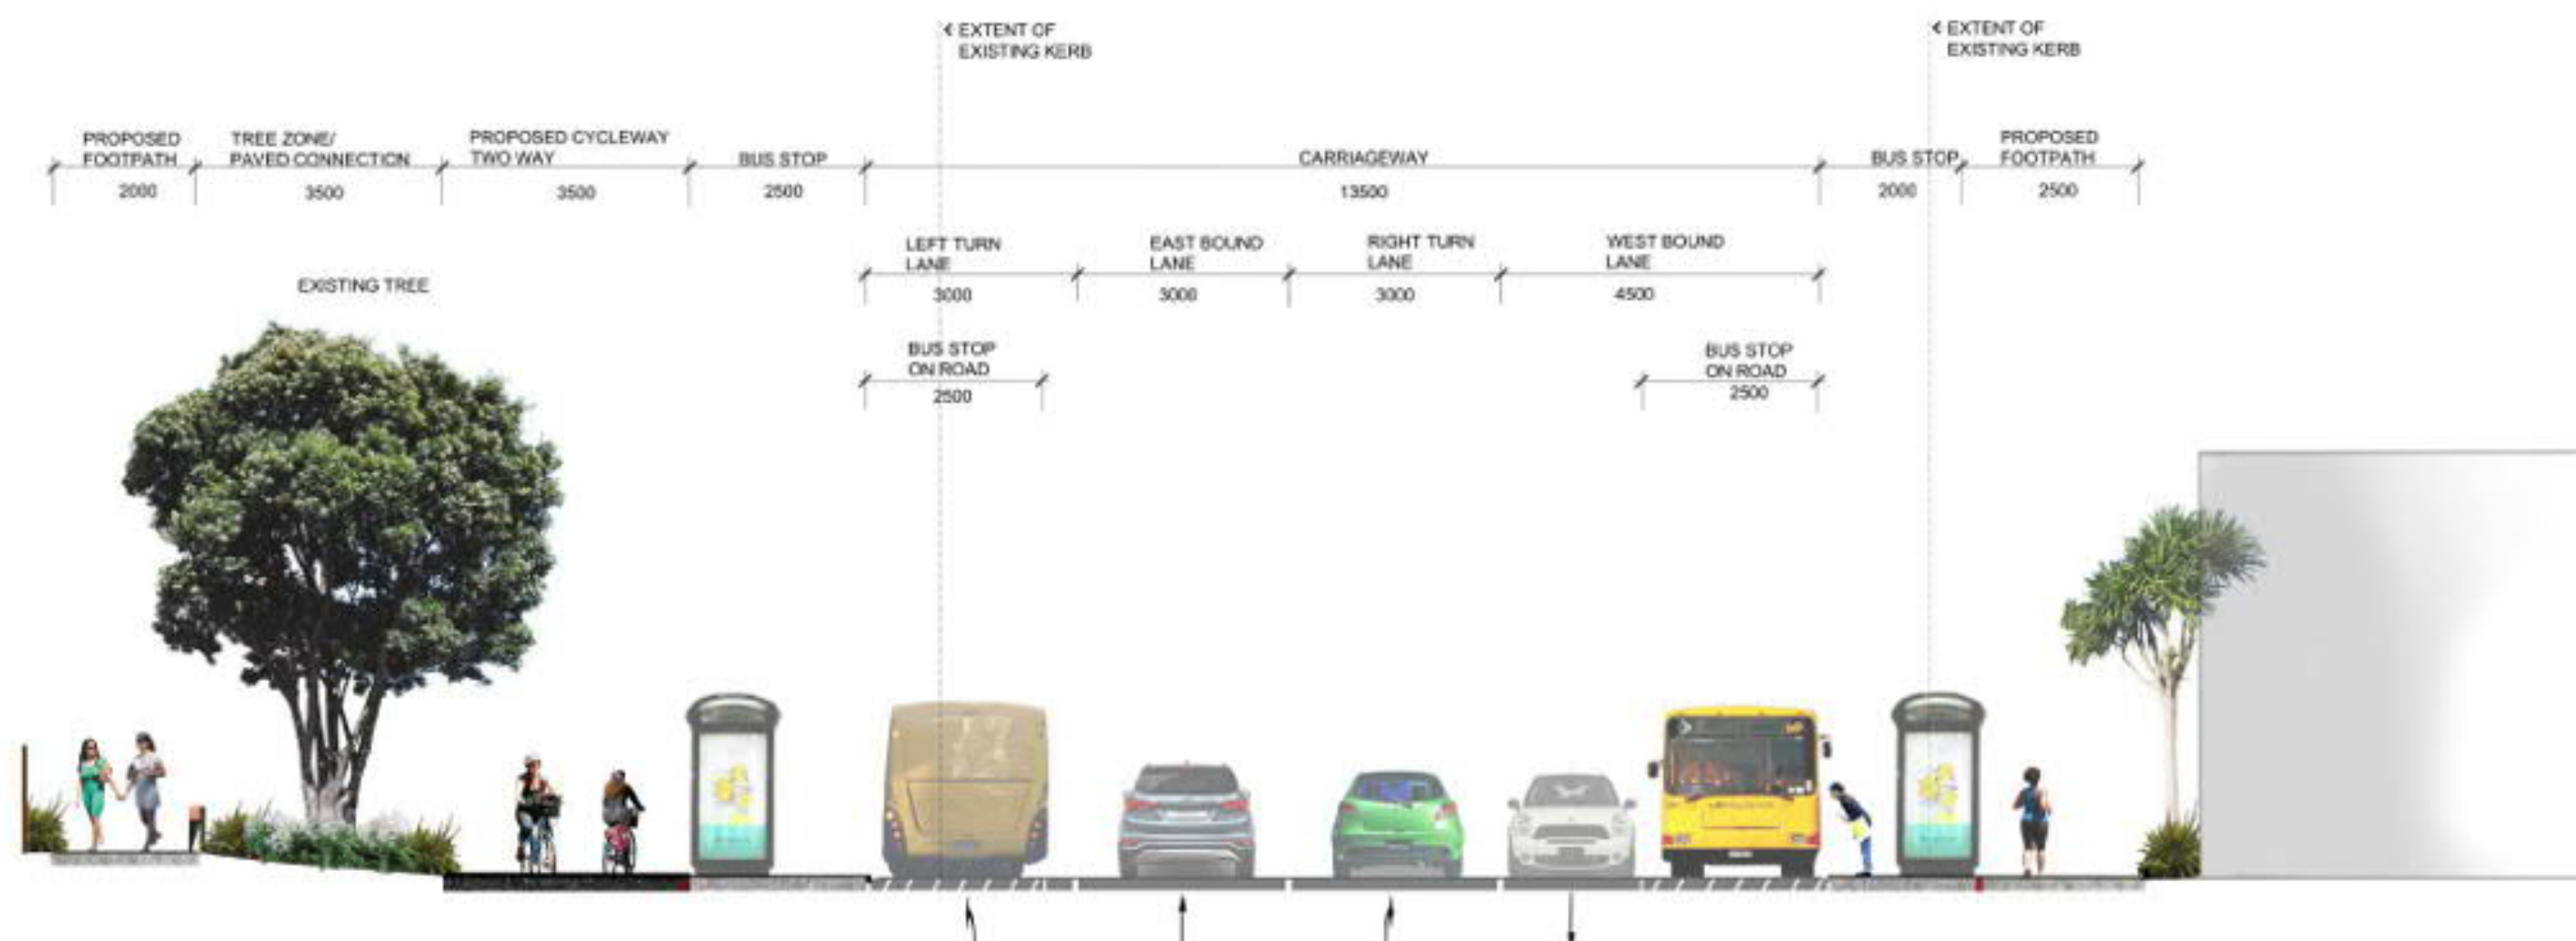 EXTENT OF
EXISTING KERB
EXTENT OF
EXISTING KERB
PROPOSED
FOOTPATH
2000
TREE ZONE/
PAVED CONNECTION
3500
PROPOSED CYCLEWAY
TWO WAY
3500
BUS STOP
2500
CARRIAGEWAY
13500
BUS STOP
2000
PROPOSED
FOOTPATH
2500
LEFT TURN
LANE
3000
EAST BOUND
LANE
3000
RIGHT TURN
LANE
3000
WEST BOUND
LANE
4500
EXISTING TREE
BUS STOP
ON ROAD
2500
BUS STOP
ON ROAD
2500